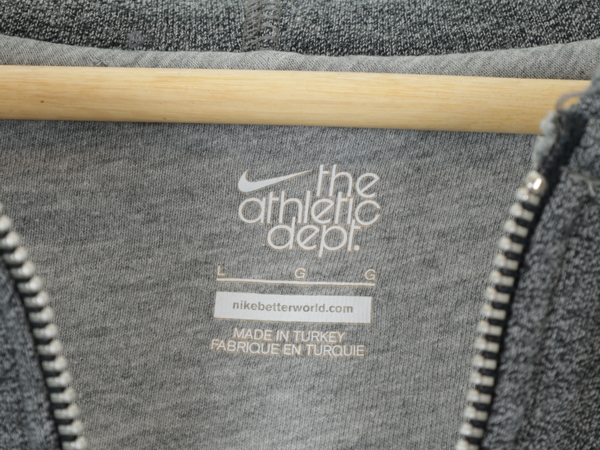 the
athletic
dept.
L G G
nikebetterworld.com
MADE IN TURKEY
FABRIQUE EN TURQUIE